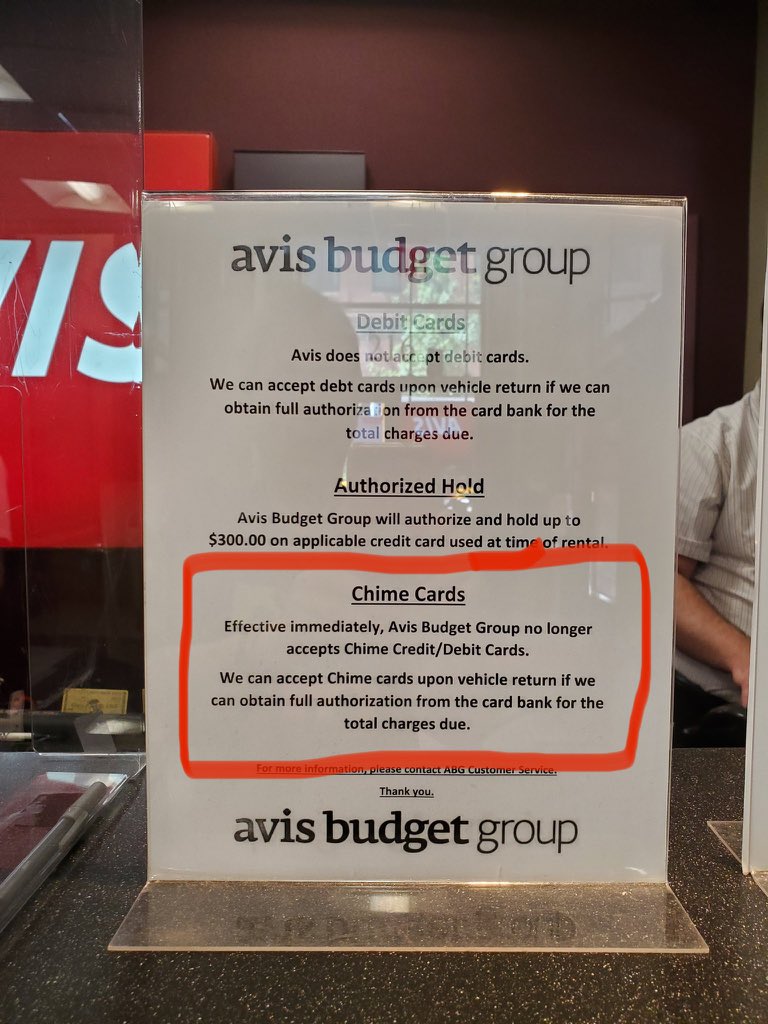 VIS
avis budget group
Debit Cards
Avis does not accept debit cards.
We can accept debt cards upon vehicle return if we can
obtain full authorization from the card bank for the
total charges due.
Authorized Hold
Avis Budget Group will authorize and hold up to
$300.00 on applicable credit card used at time of rental.
Chime Cards
Effective immediately, Avis Budget Group no longer
accepts Chime Credit/Debit Cards.
We can accept Chime cards upon vehicle return if we
can obtain full authorization from the card bank for the
total charges due.
For more information, please contact ABG Customer Service.
Thank you.
avis budget group